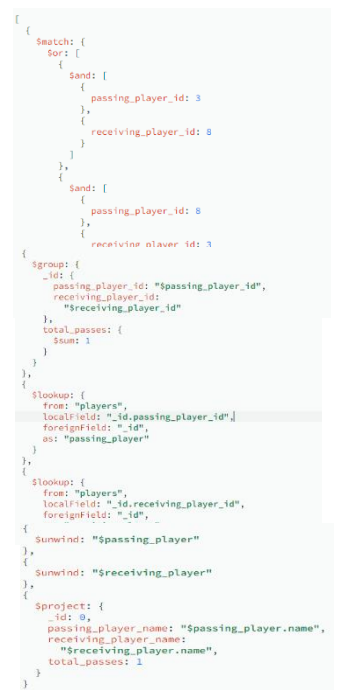 [
{
$match: {
$or: [
{
$and: [
{
passing_player_id: 3
},
{
receiving_player_id: 8
}
]
},
{
$and: [
{
passing_player_id: 8
},
{
receiving_player_id: 3
{
$group: {
_id: {
passing_player_id: "$passing_player_id",
receiving_player_id:
"$receiving_player_id"
},
total_passes: {
$sum: 1
}
}
},
{
$lookup: {
from: "players",
localField: "_id.passing_player_id",
foreignField: "_id",
as: "passing_player"
}
},
{
$lookup: {
from: "players",
localField: "_id.receiving_player_id",
foreignField: "_id",
{
$unwind: "$passing_player"
},
{
$unwind: "$receiving_player"
},
{
$project: {
_id: 0,
passing_player_name: "$passing_player.name",
receiving_player_name:
"$receiving_player.name",
total_passes: 1
}
}